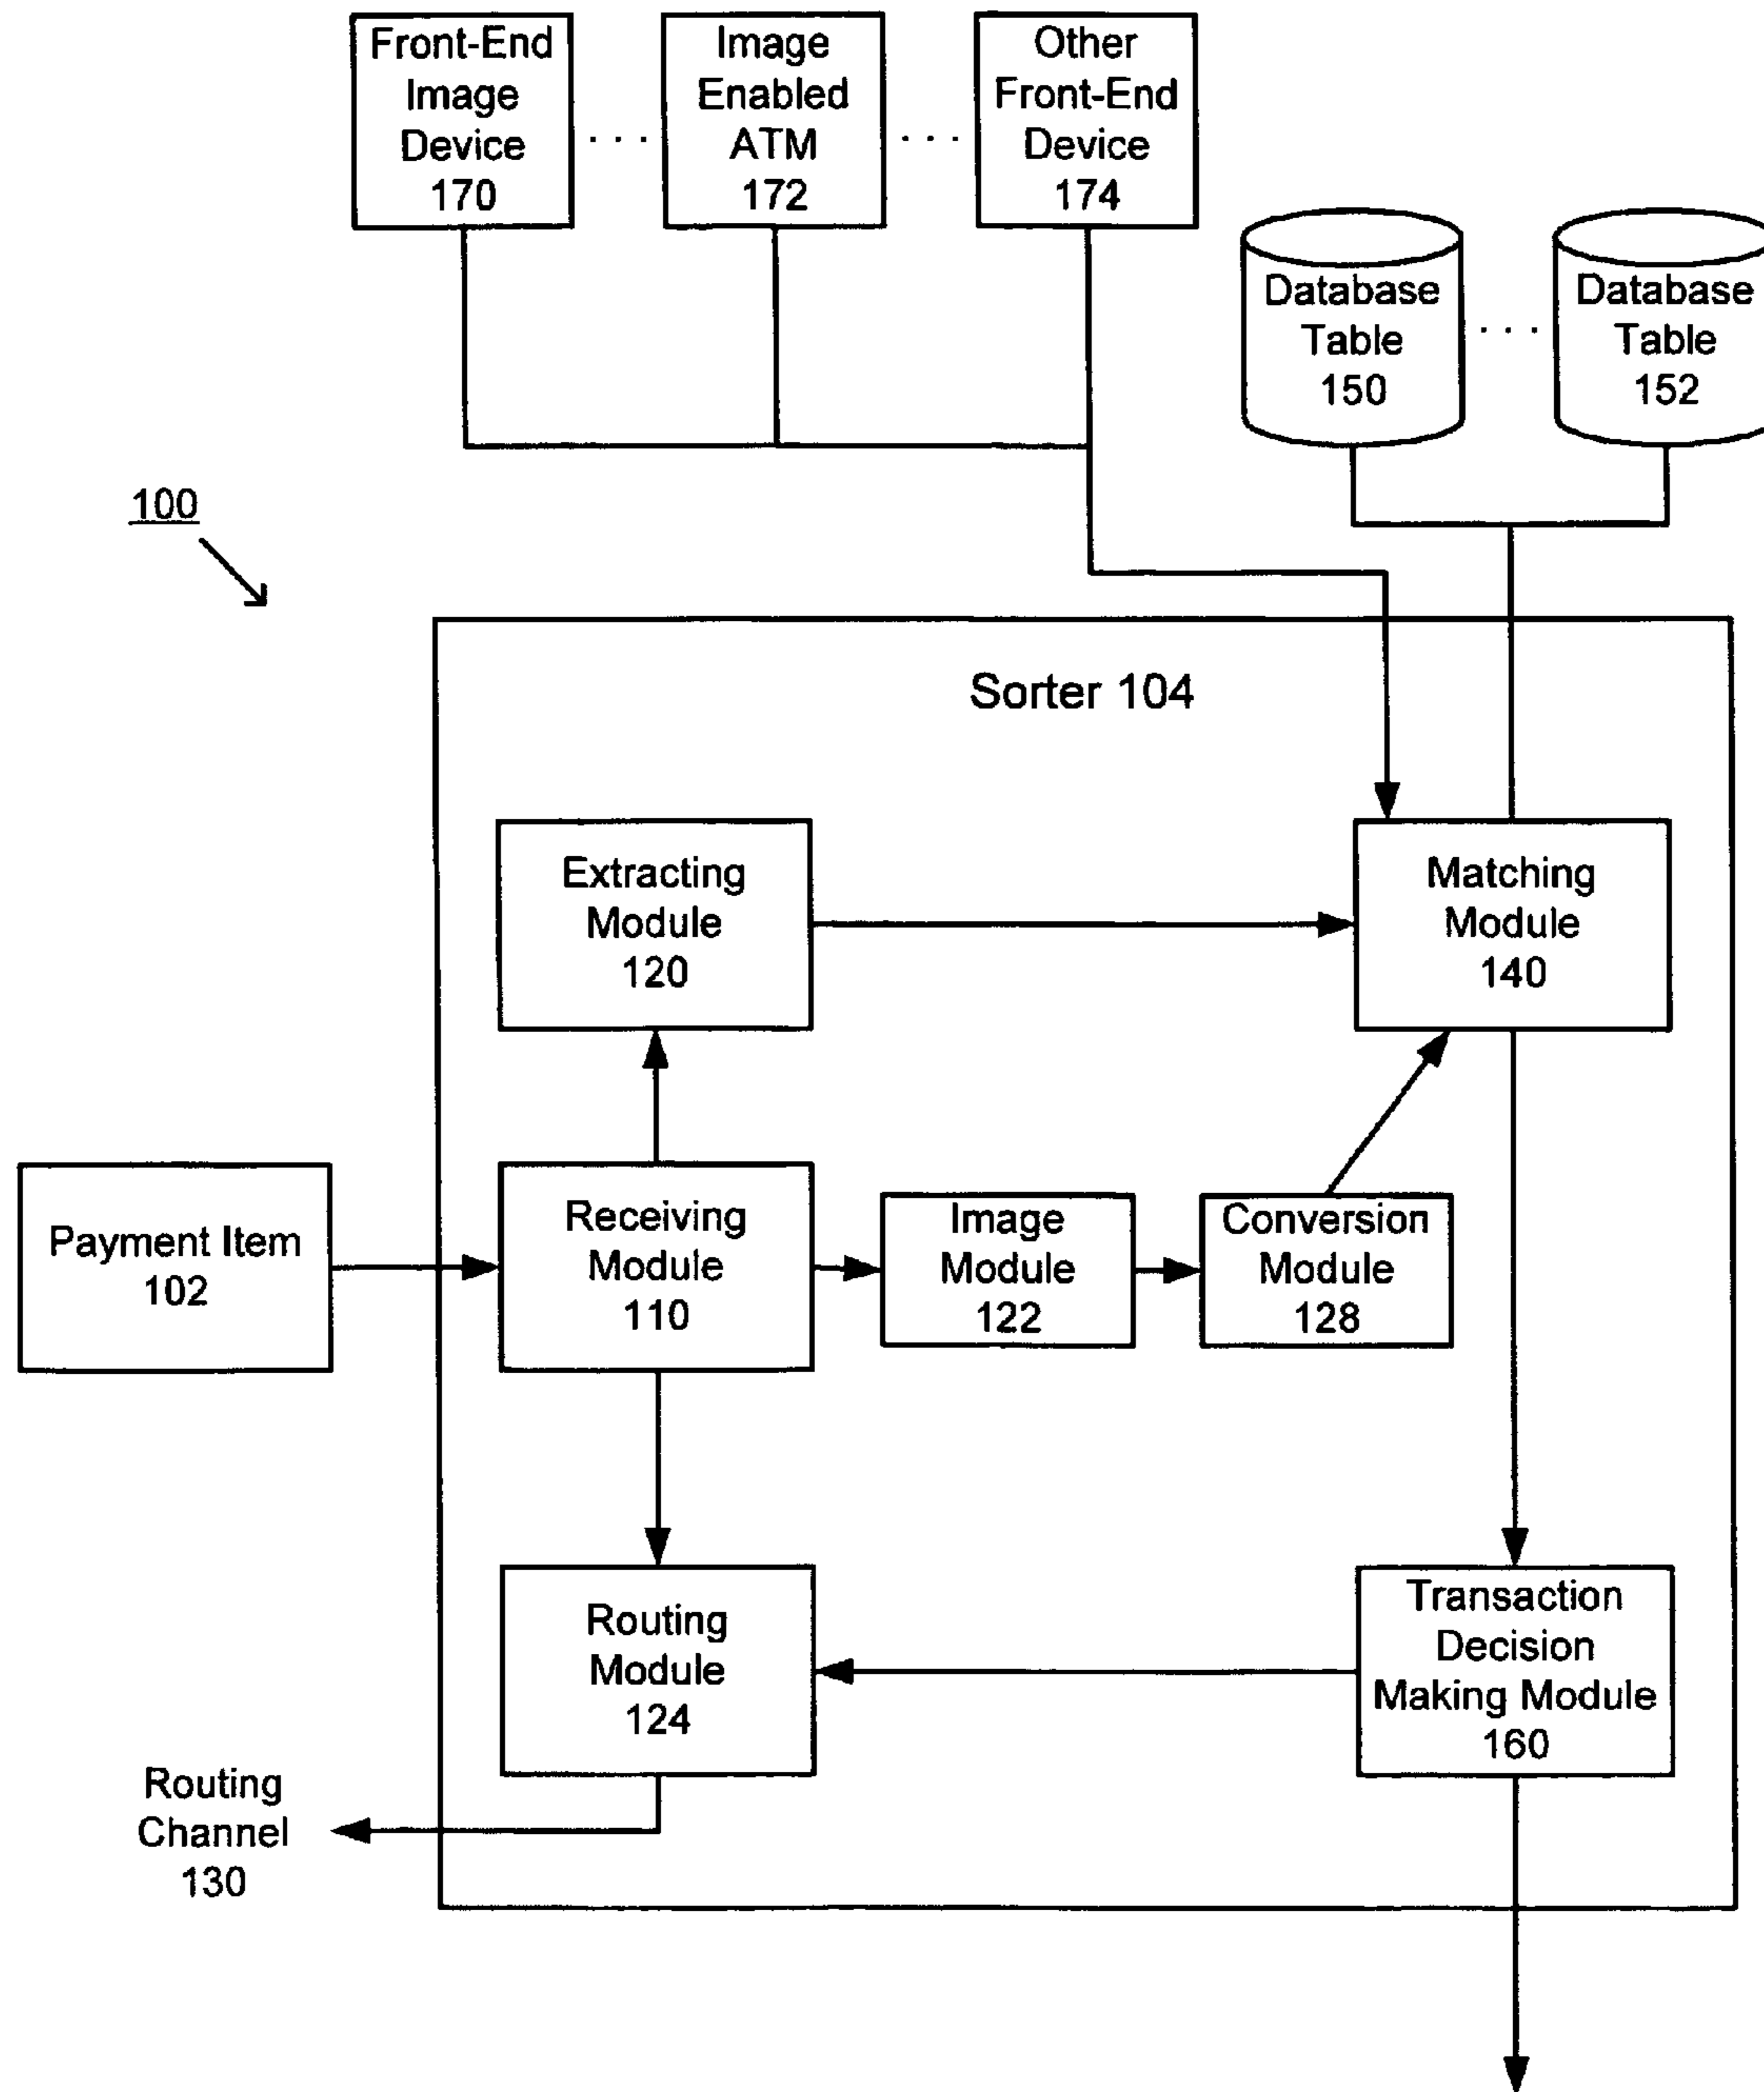 Front-End
Image
Device
170
. . .
Image
Enabled
ATM
172
. . .
Other
Front-End
Device
174
Database
Table
150
. . .
Database
Table
152
100
Sorter 104
Extracting
Module
120
Matching
Module
140
Payment Item
102
Receiving
Module
110
Image
Module
122
Conversion
Module
128
Routing
Module
124
Transaction
Decision
Making Module
160
Routing
Channel
130